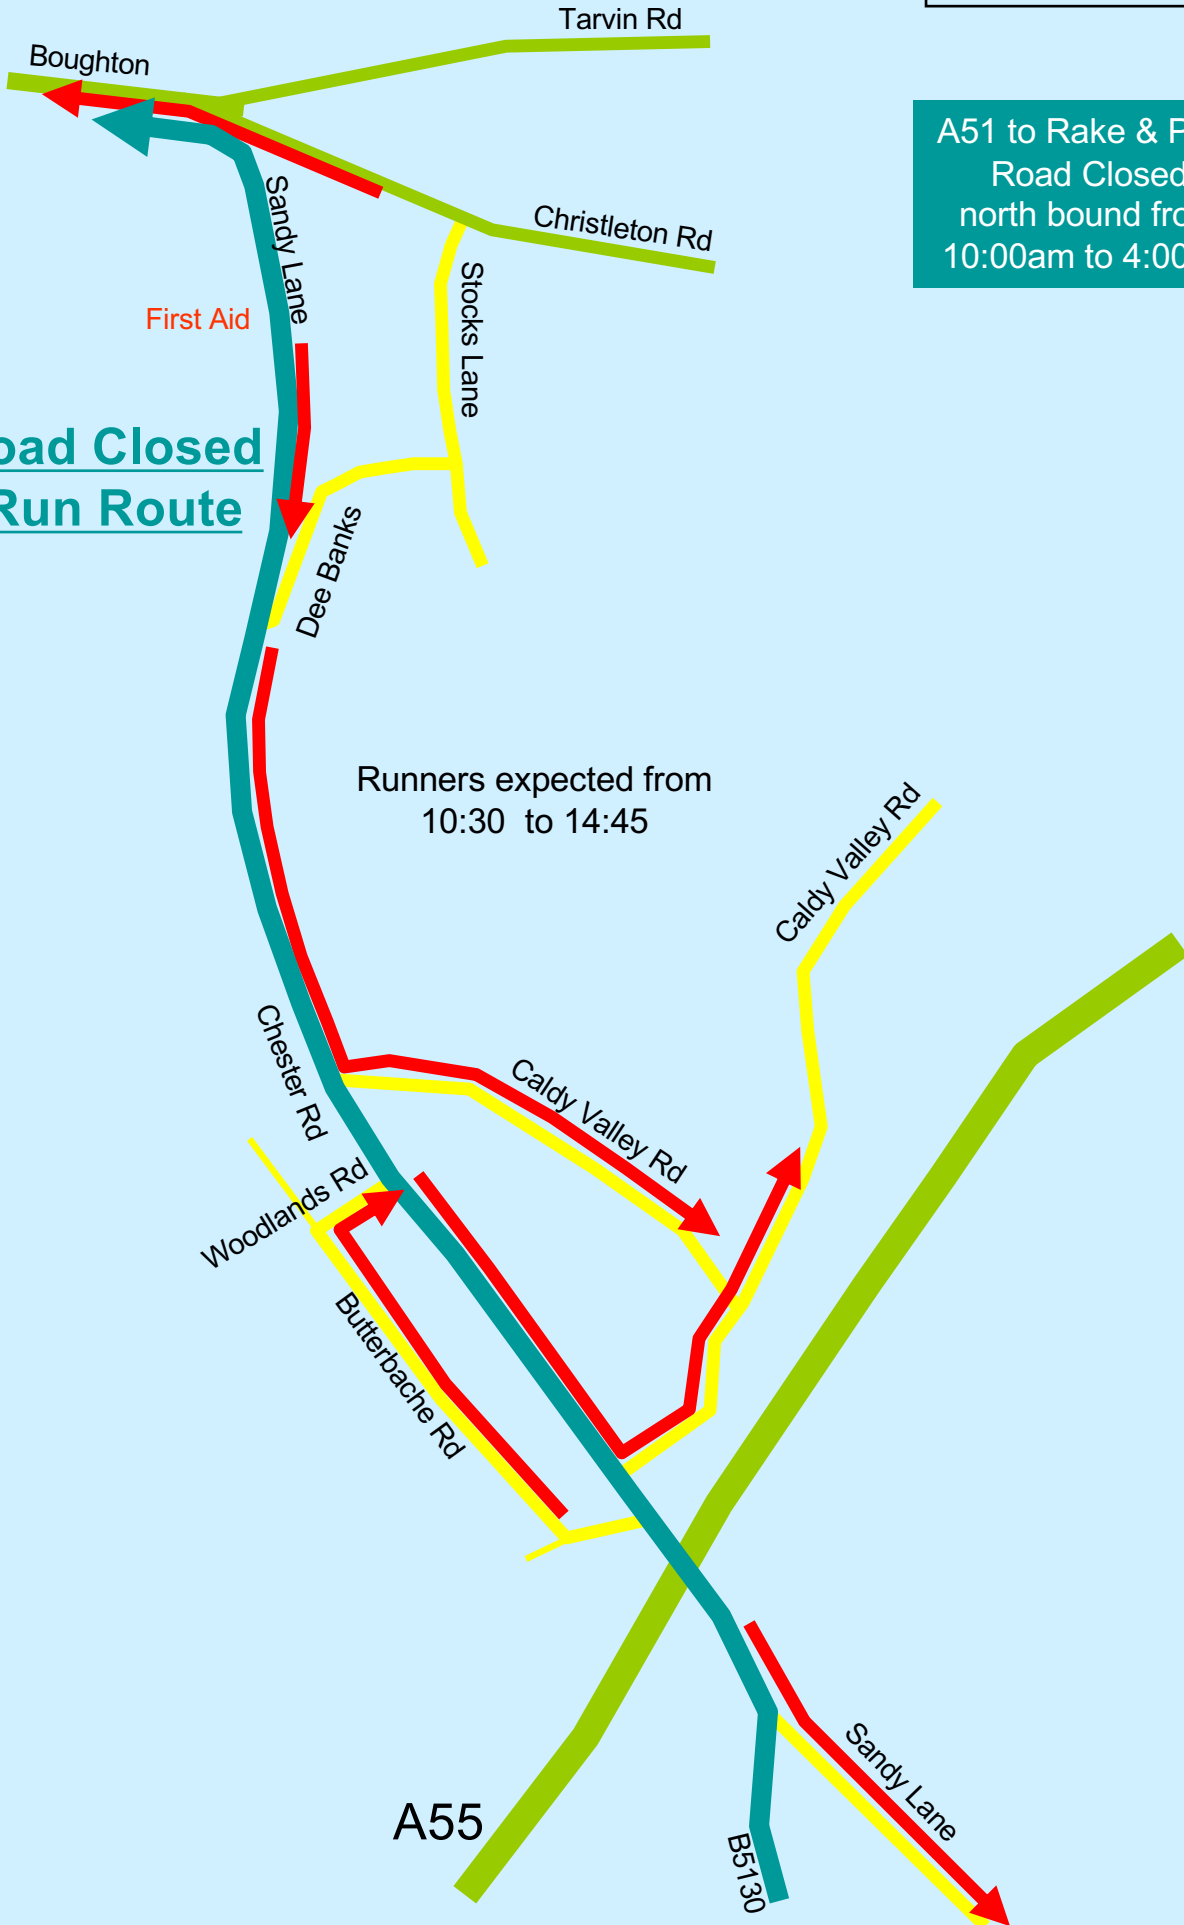 Tarvin Rd
Boughton
A51 to Rake & P
Road Closed
north bound fro
10:00am to 4:00
Sandy Lane
Christleton Rd
Stocks Lane
First Aid
oad Closed
Run Route
Dee Banks
Runners expected from
10:30 to 14:45
Caldy Valley Rd
Chester Rd
Caldy Valley Rd
Woodlands Rd
Butterbache Rd
Sandy Lane
A55
B5130